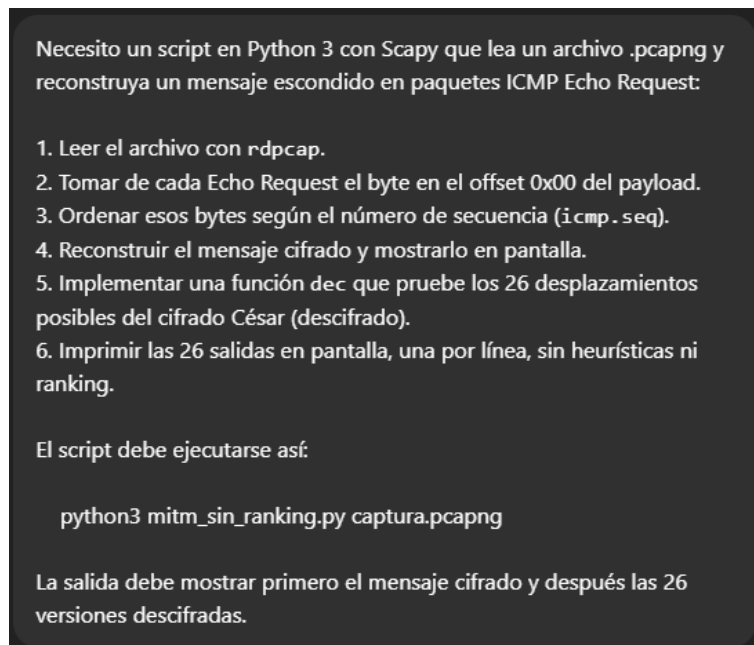 Necesito un script en Python 3 con Scapy que lea un archivo .pcapng y
reconstruya un mensaje escondido en paquetes ICMP Echo Request:
1. Leer el archivo con rdpcap.
2. Tomar de cada Echo Request el byte en el offset 0x00 del payload.
3. Ordenar esos bytes según el número de secuencia (icmp.seq).
4. Reconstruir el mensaje cifrado y mostrarlo en pantalla.
5. Implementar una función dec que pruebe los 26 desplazamientos
posibles del cifrado César (descifrado).
6. Imprimir las 26 salidas en pantalla, una por línea, sin heurísticas ni
ranking.
El script debe ejecutarse así:
python3 mitm_sin_ranking.py captura.pcapng
La salida debe mostrar primero el mensaje cifrado y después las 26
versiones descifradas.